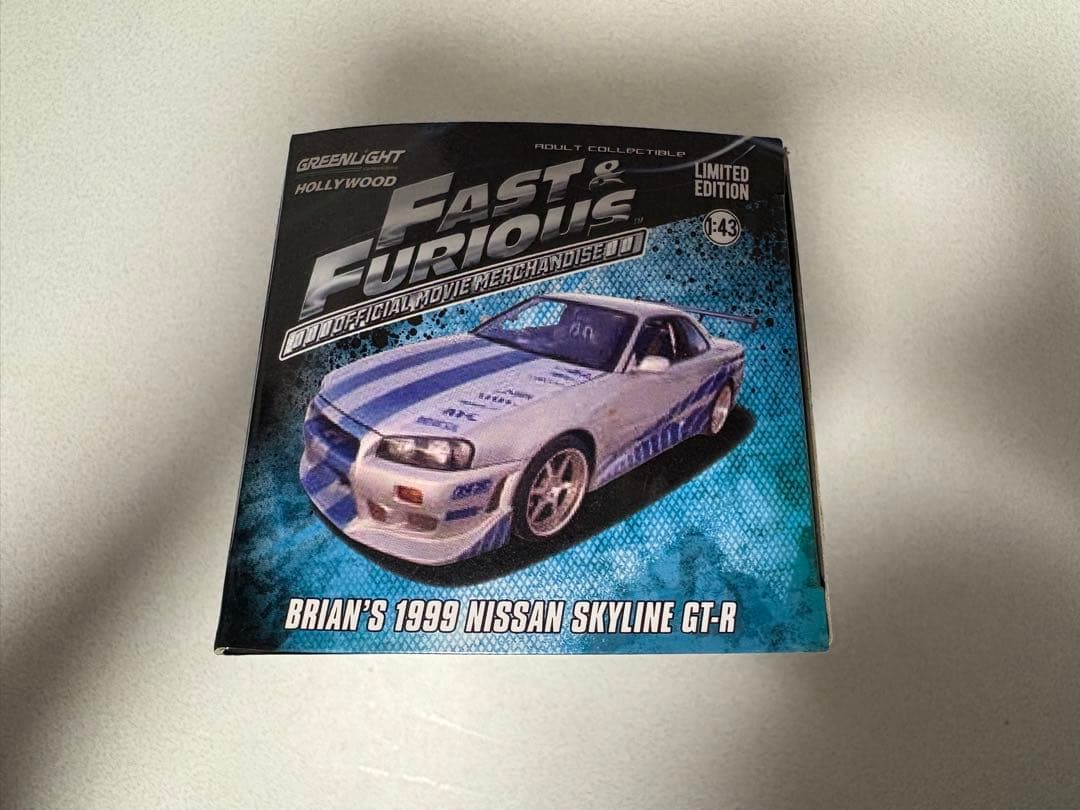 GREENLiGHT
HOLLYWOOD
ADULT COLLECTIBLE
LIMITED
EDITION
1:43
FAST &
FURIOUS
OFFICIAL MOVIE MERCHANDISE
BRIAN'S 1999 NISSAN SKYLINE GT-R